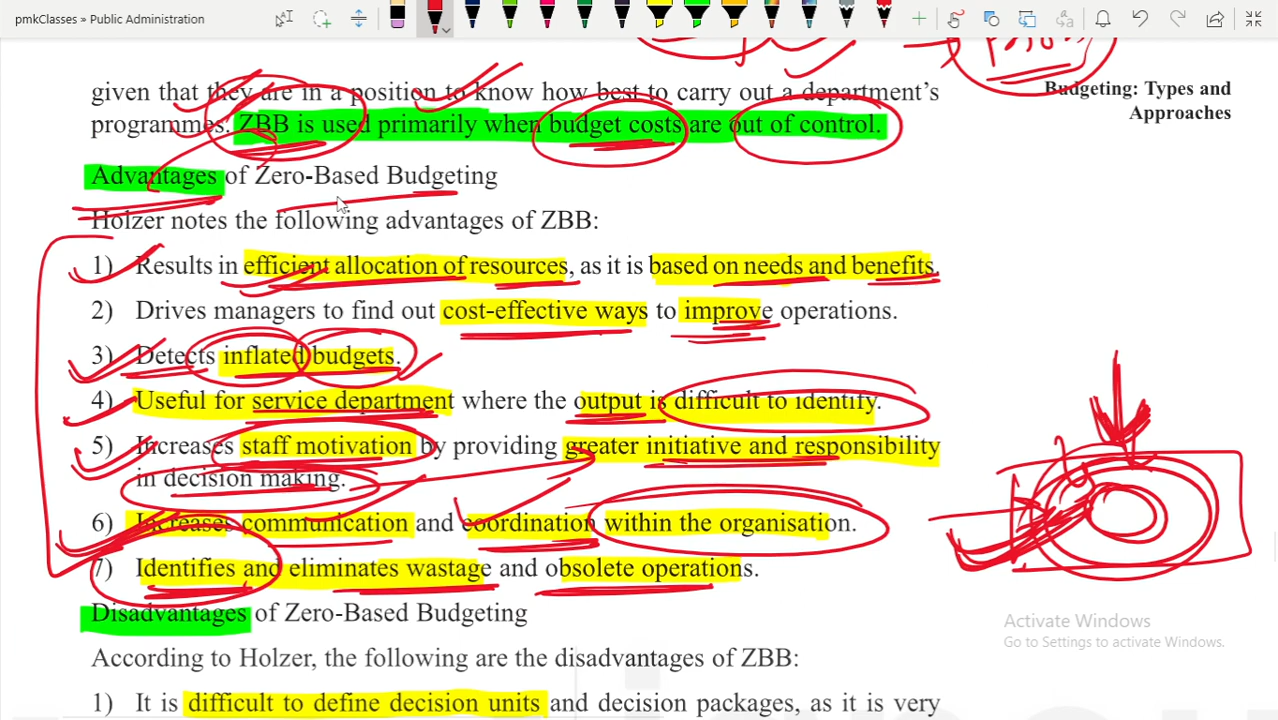 pmkClasses > Public Administration
given that they are in a position to know how best to carry out a department's
programmes. ZBB is used primarily when budget costs are out of control.
Budgeting: Types and
Approaches
Advantages of Zero-Based Budgeting
Holzer notes the following advantages of ZBB:
1) Results in efficient allocation of resources, as it is based on needs and benefits.
2) Drives managers to find out cost-effective ways to improve operations.
3) Detects inflated budgets.
4) Useful for service department where the output is difficult to identify.
5) Increases staff motivation by providing greater initiative and responsibility
in decision making.
6) Increases communication and coordination within the organisation.
7) Identifies and eliminates wastage and obsolete operations.
Disadvantages of Zero-Based Budgeting
According to Holzer, the following are the disadvantages of ZBB:
1) It is difficult to define decision units and decision packages, as it is very
Activate Windows
Go to Settings to activate Windows.